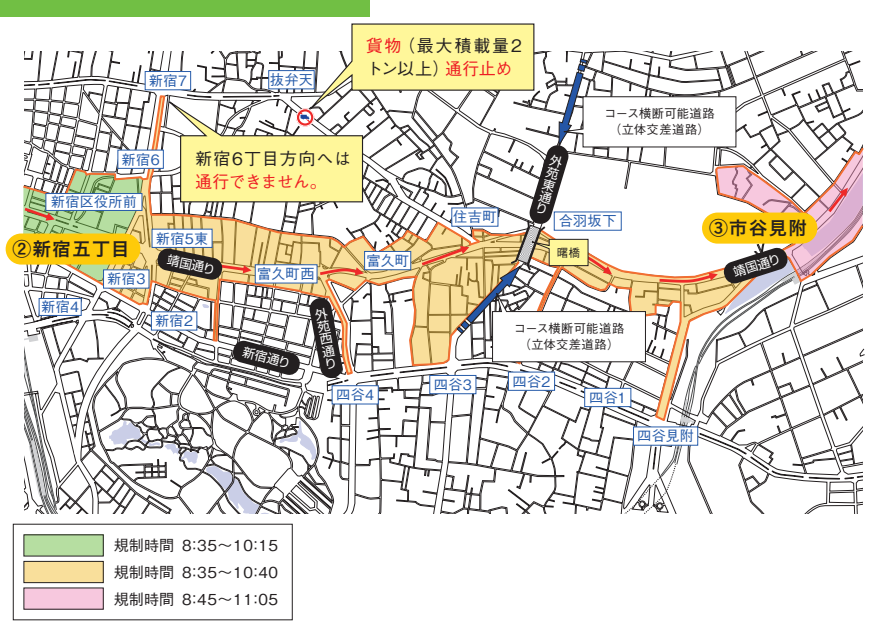 貨物（最大積載量2
トン以上）通行止め
新宿7
抜弁天
コース横断可能道路
（立体交差道路）
新宿6丁目方向へは
通行できません。
新宿6
外苑東通り
新宿区役所前
住吉町
合羽坂下
③市谷見附
②新宿五丁目
新宿5東
曙橋
富久町
靖国通り
富久町西
靖国通り
新宿3
新宿4
新宿2
外苑西通り
コース横断可能道路
（立体交差道路）
新宿通り
四谷4
四谷3
四谷2
四谷1
四谷見附
規制時間 8:35～10:15
規制時間 8:35～10:40
規制時間 8:45～11:05